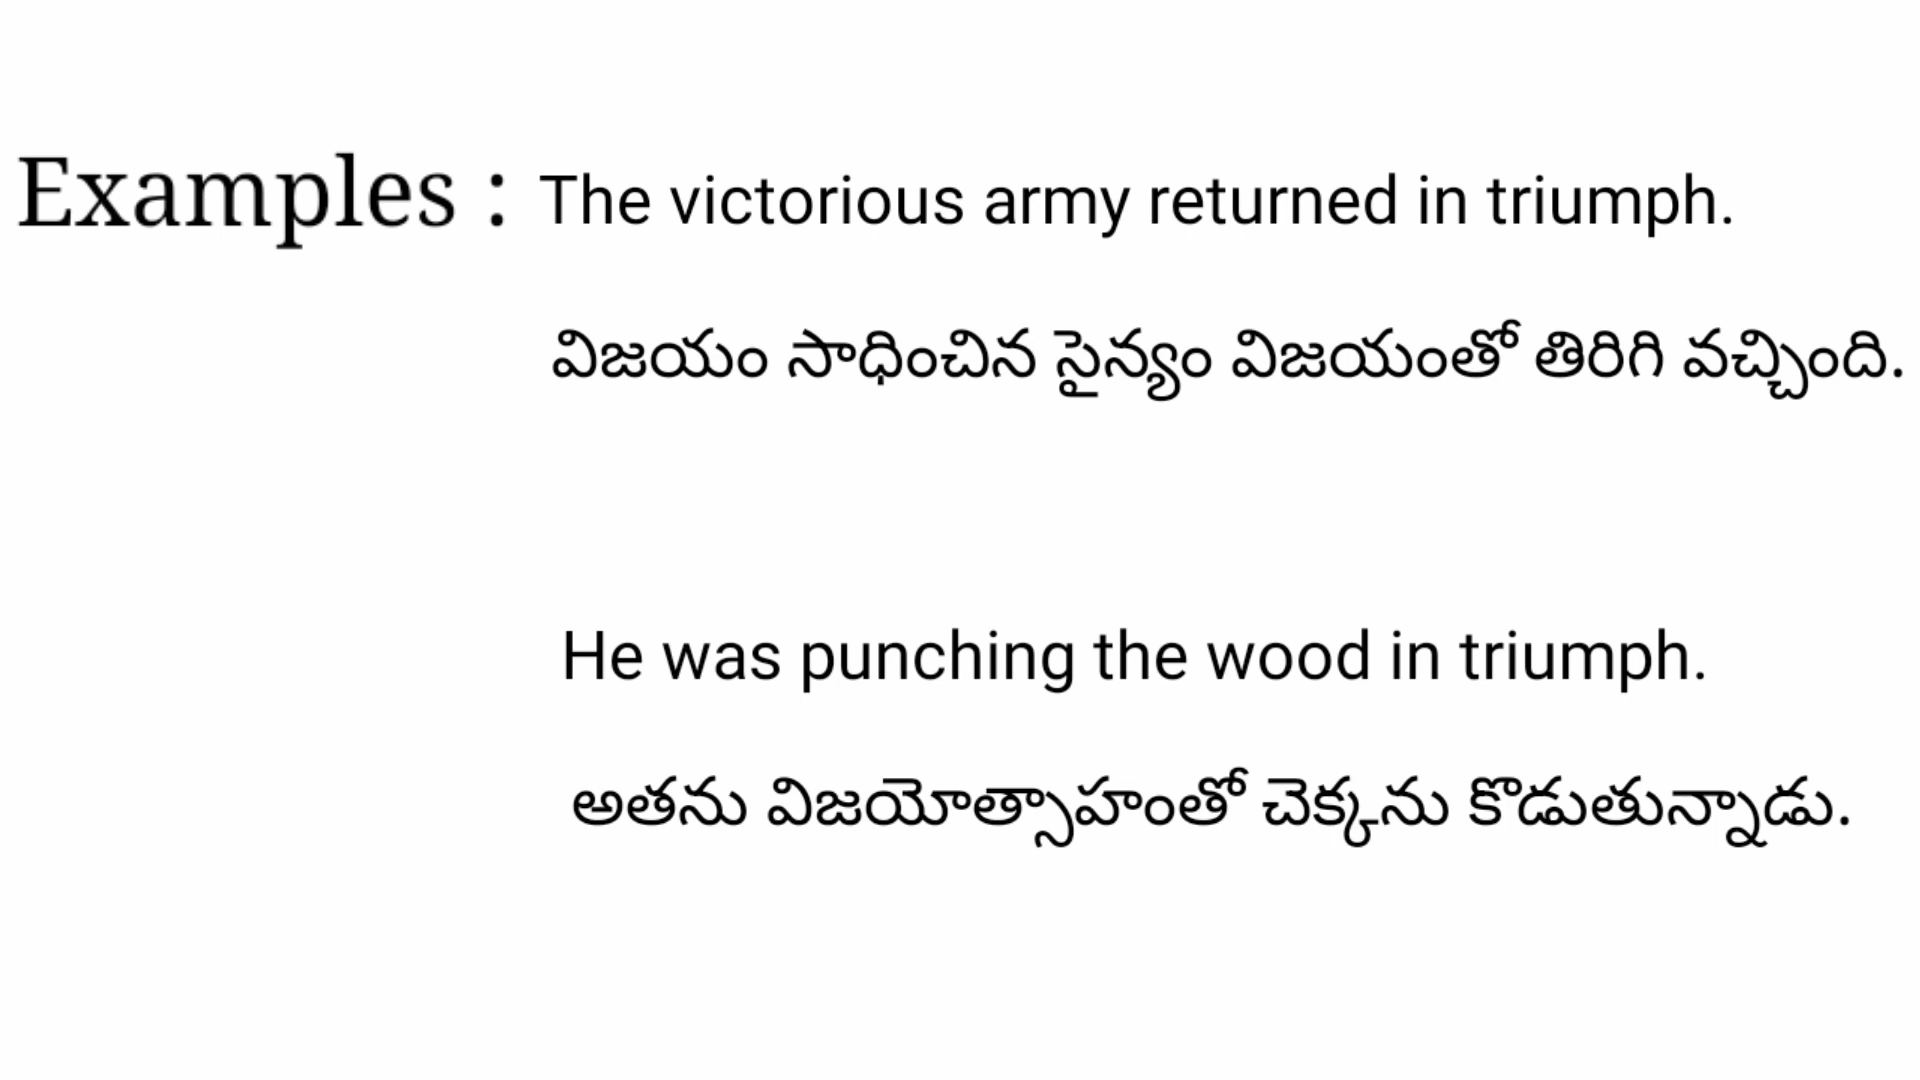 Examples : The victorious army returned in triumph.
విజయం సాధించిన సైన్యం విజయంతో తిరిగి వచ్చింది.
He was punching the wood in triumph.
అతను విజయోత్సాహంతో చెక్కను కొడుతున్నాడు.